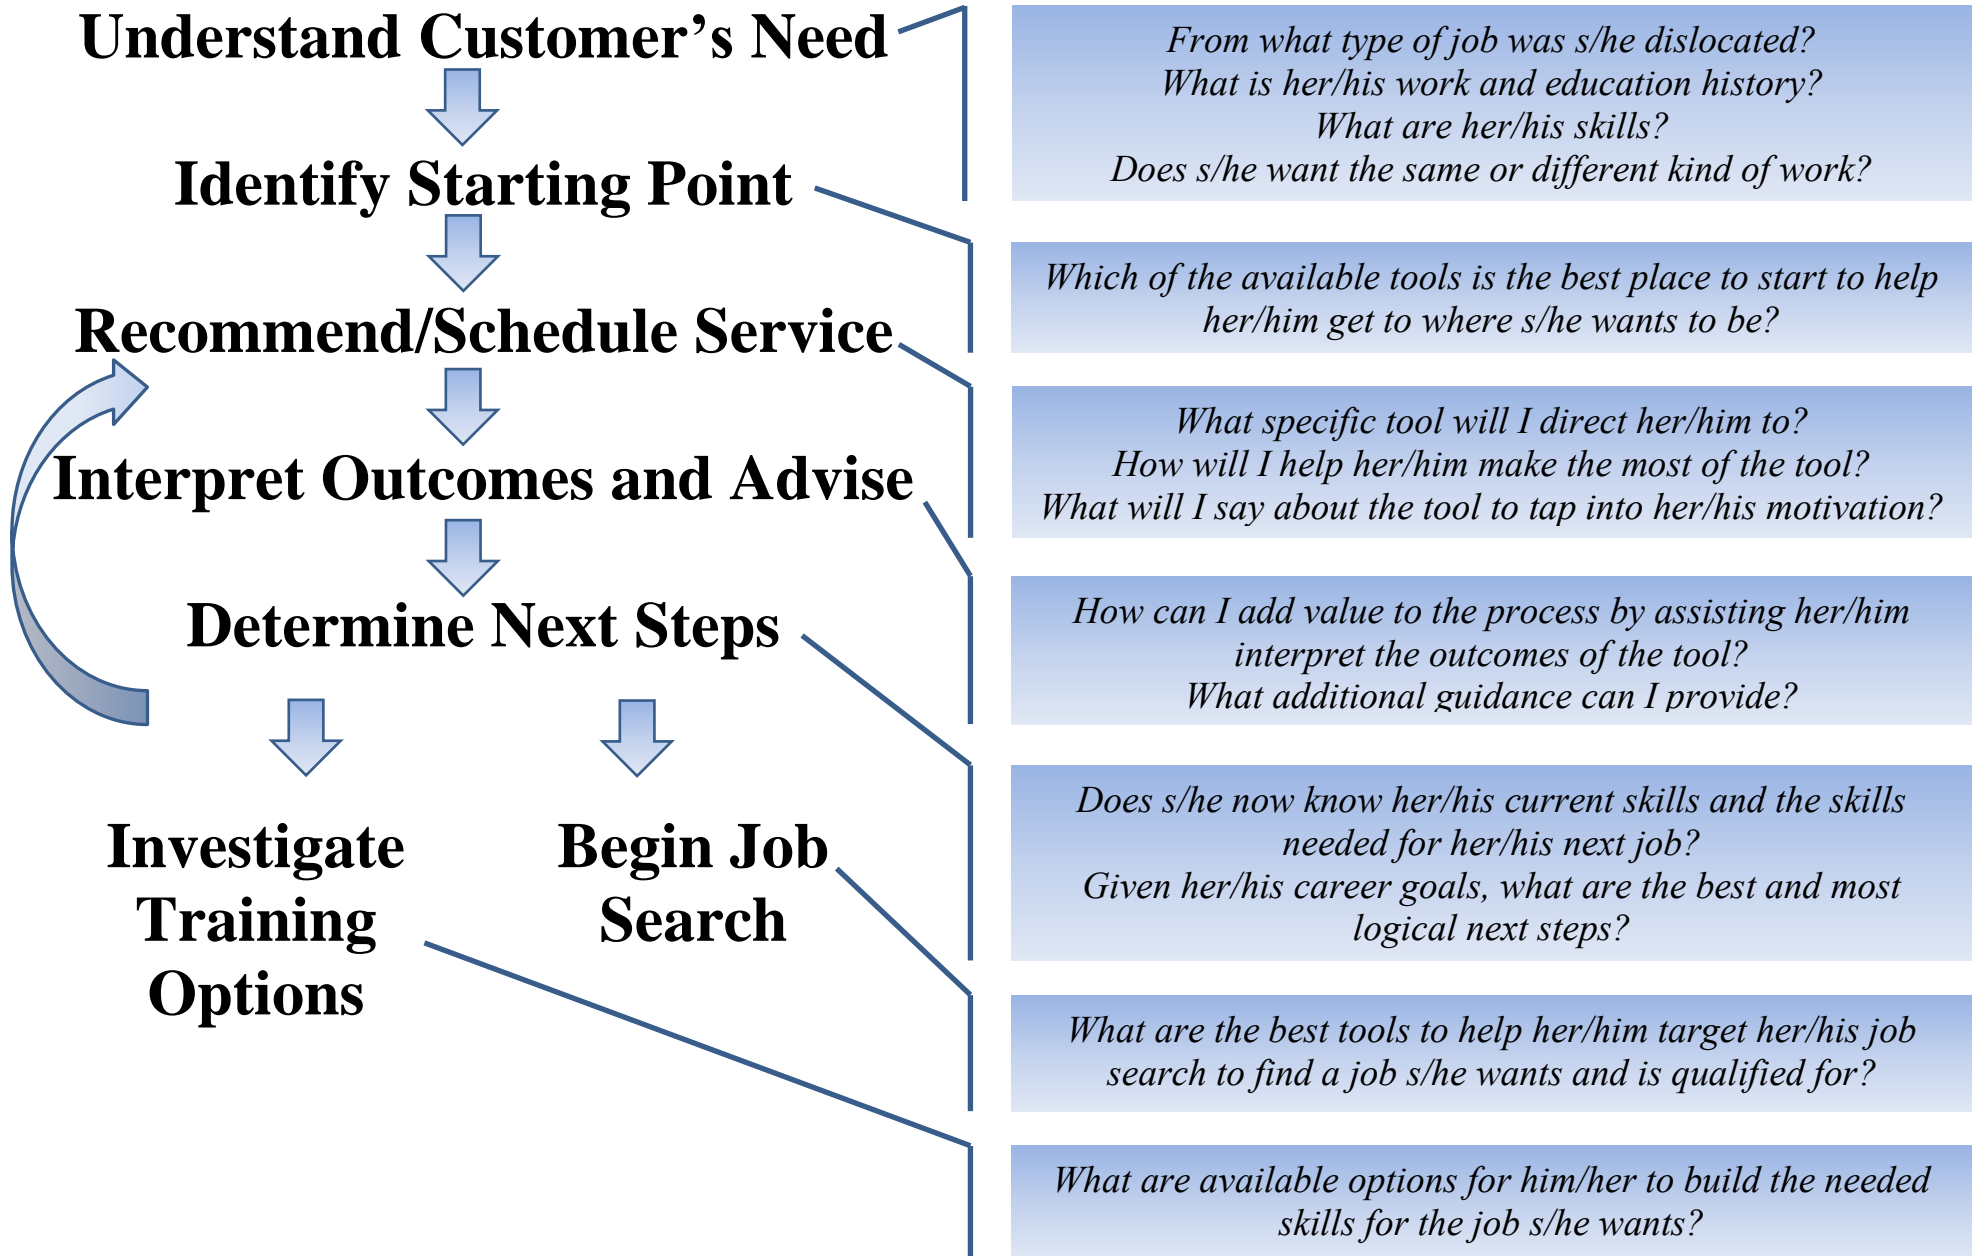 Understand Customer’s Need
Identify Starting Point
Recommend/Schedule Service
Interpret Outcomes and Advise
Determine Next Steps
Investigate
Training
Options
Begin Job
Search
From what type of job was s/he dislocated?
What is her/his work and education history?
What are her/his skills?
Does s/he want the same or different kind of work?
Which of the available tools is the best place to start to help
her/him get to where s/he wants to be?
What specific tool will I direct her/him to?
How will I help her/him make the most of the tool?
What will I say about the tool to tap into her/his motivation?
How can I add value to the process by assisting her/him
interpret the outcomes of the tool?
What additional guidance can I provide?
Does s/he now know her/his current skills and the skills
needed for her/his next job?
Given her/his career goals, what are the best and most
logical next steps?
What are the best tools to help her/him target her/his job
search to find a job s/he wants and is qualified for?
What are available options for him/her to build the needed
skills for the job s/he wants?